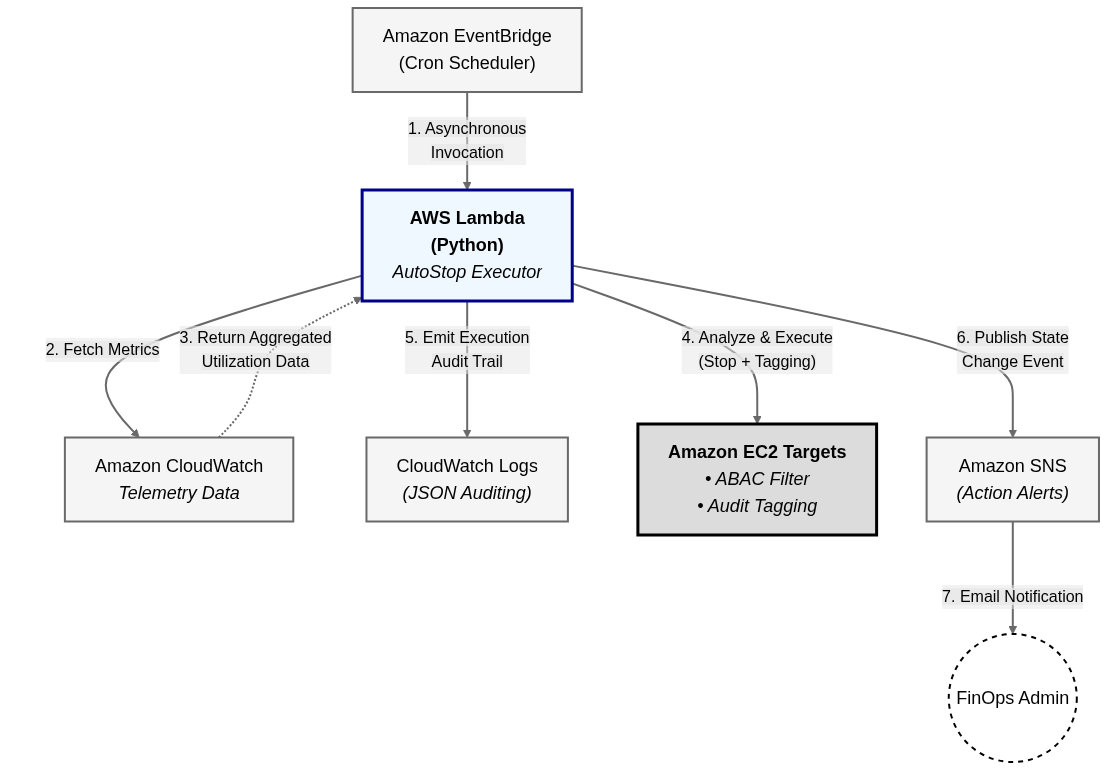 Amazon EventBridge
(Cron Scheduler)
1. Asynchronous
Invocation
AWS Lambda
(Python)
AutoStop Executor
2. Fetch Metrics
3. Return Aggregated
Utilization Data
5. Emit Execution
Audit Trail
4. Analyze & Execute
(Stop + Tagging)
6. Publish State
Change Event
Amazon CloudWatch
Telemetry Data
CloudWatch Logs
(JSON Auditing)
Amazon EC2 Targets
• ABAC Filter
• Audit Tagging
Amazon SNS
(Action Alerts)
7. Email Notification
FinOps Admin